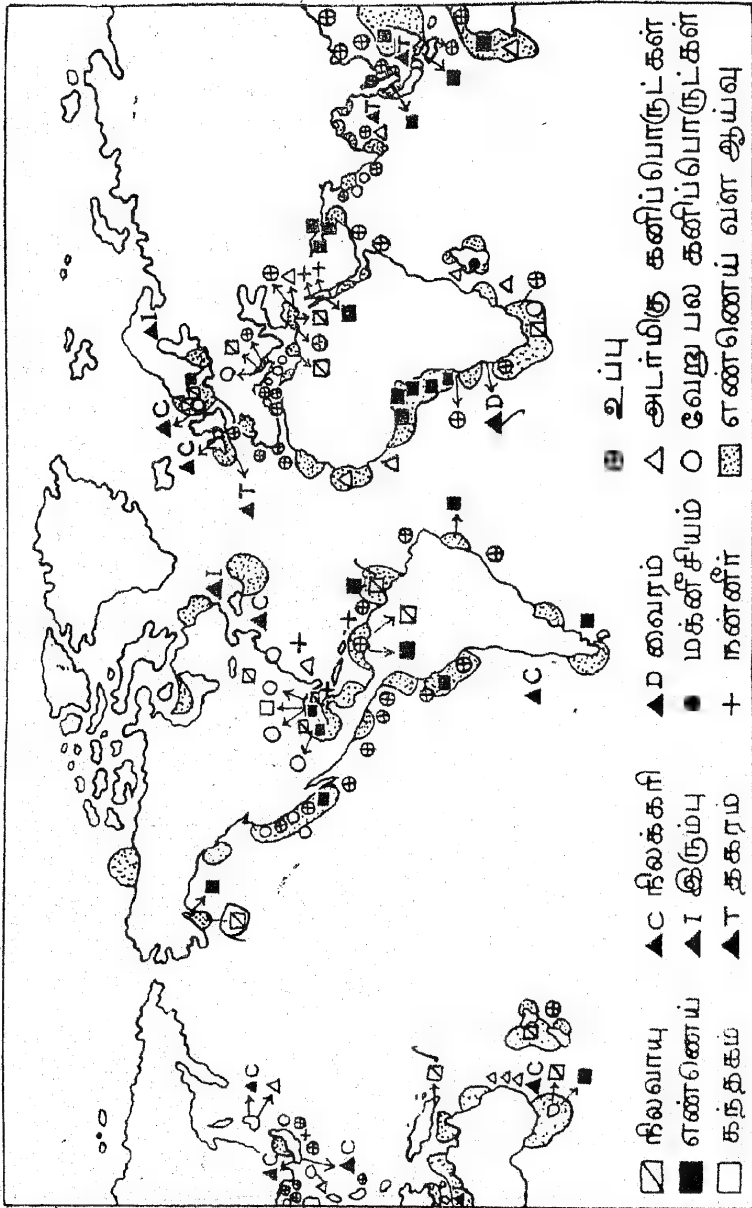 C
C
C
C
C
I
C
C
T
C
C
I
D
T
T
நிலவாயு
எண்ணெய்
கந்தகம்
C நிலக்கரி
I இரும்பு
T தகரம்
D வைரம்
மக்னீசியம்
நன்னீர்
உப்பு
அடர்மிகு கனிப்பொருட்கள்
வேறு பல கனிப்பொருட்கள்
எண்ணெய் வள ஆய்வு